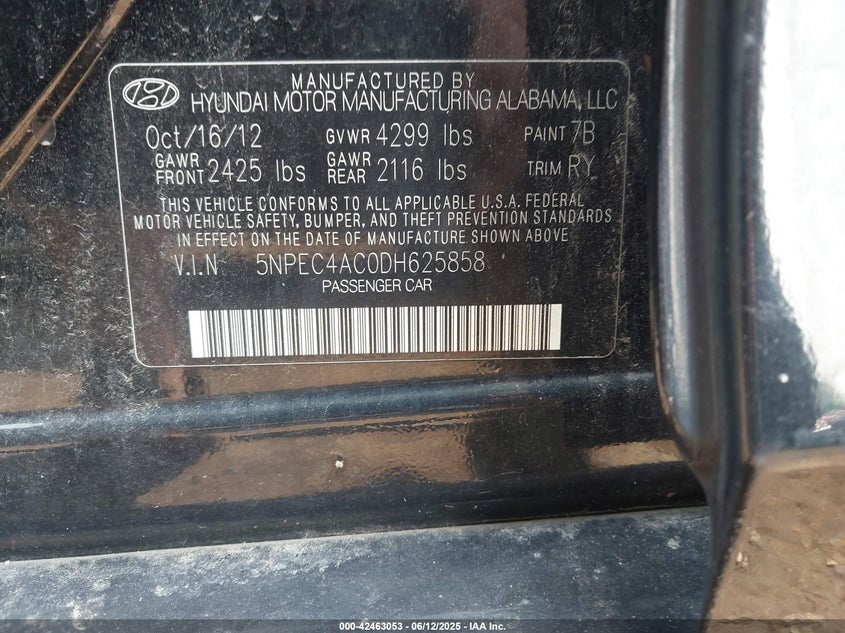 MANUFACTURED BY
HYUNDAI MOTOR MANUFACTURING ALABAMA, LLC
Oct/16/12 GVWR 4299 lbs PAINT 7B
GAWR FRONT 2425 lbs GAWR REAR 2116 lbs TRIM RY
THIS VEHICLE CONFORMS TO ALL APPLICABLE U.S.A. FEDERAL
MOTOR VEHICLE SAFETY, BUMPER, AND THEFT PREVENTION STANDARDS
IN EFFECT ON THE DATE OF MANUFACTURE SHOWN ABOVE
V.I.N 5NPEC4AC0DH625858
PASSENGER CAR
000-42463053 - 06/12/2025 - IAA Inc.